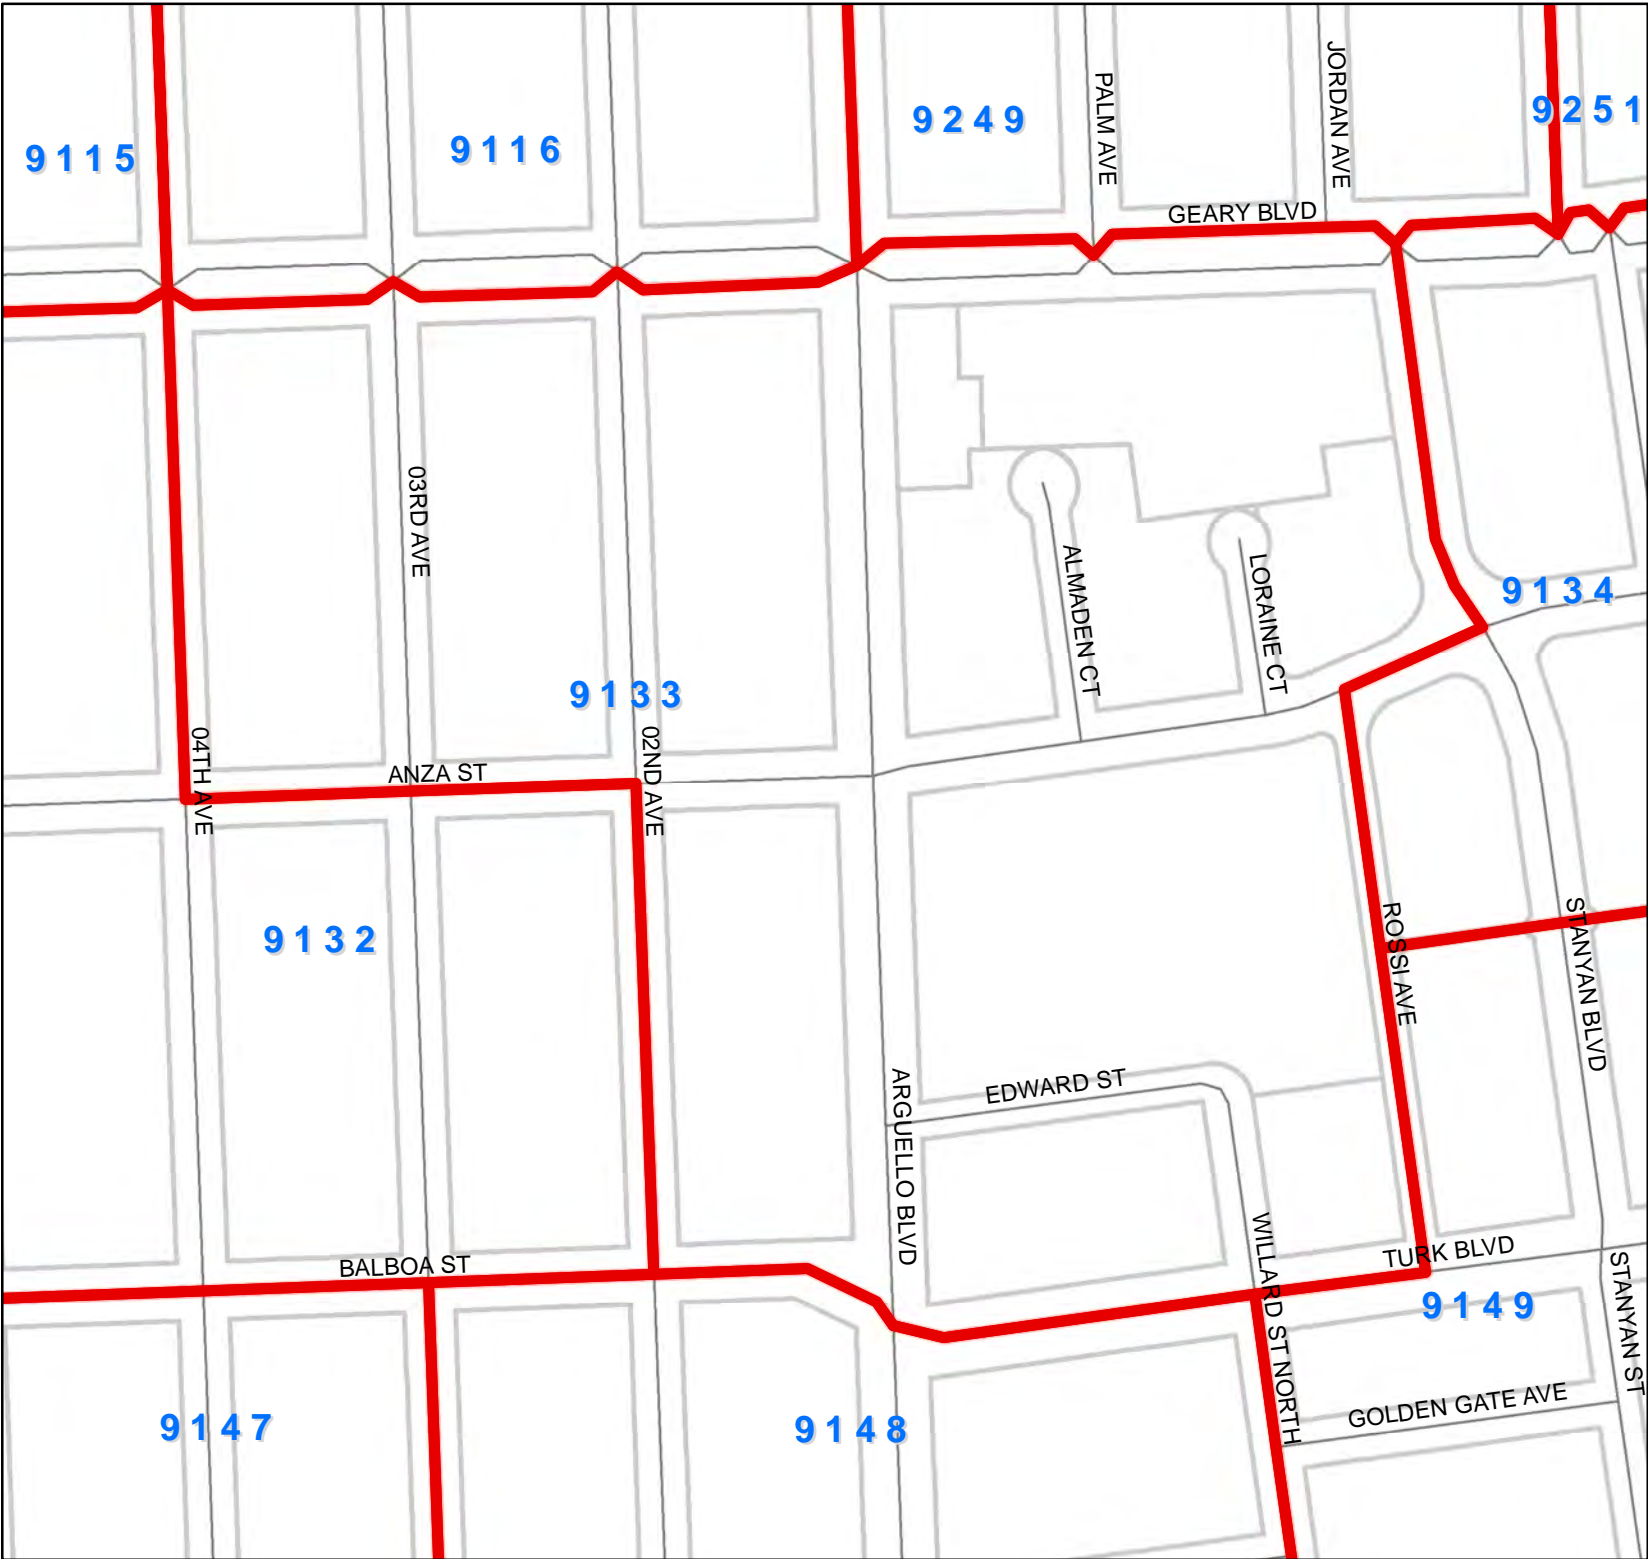 PALM AVE
JORDAN AVE
9251
9249
9116
9115
GEARY BLVD
03RD AVE
ALMADEN CT
LORAINE CT
9134
9133
04TH AVE
02ND AVE
ANZA ST
9132
ROSSI AVE
STANYAN BLVD
EDWARD ST
ARGUELLO BLVD
WILLARD ST NORTH
TURK BLVD
BALBOA ST
STANYAN ST
9149
GOLDEN GATE AVE
9147
9148